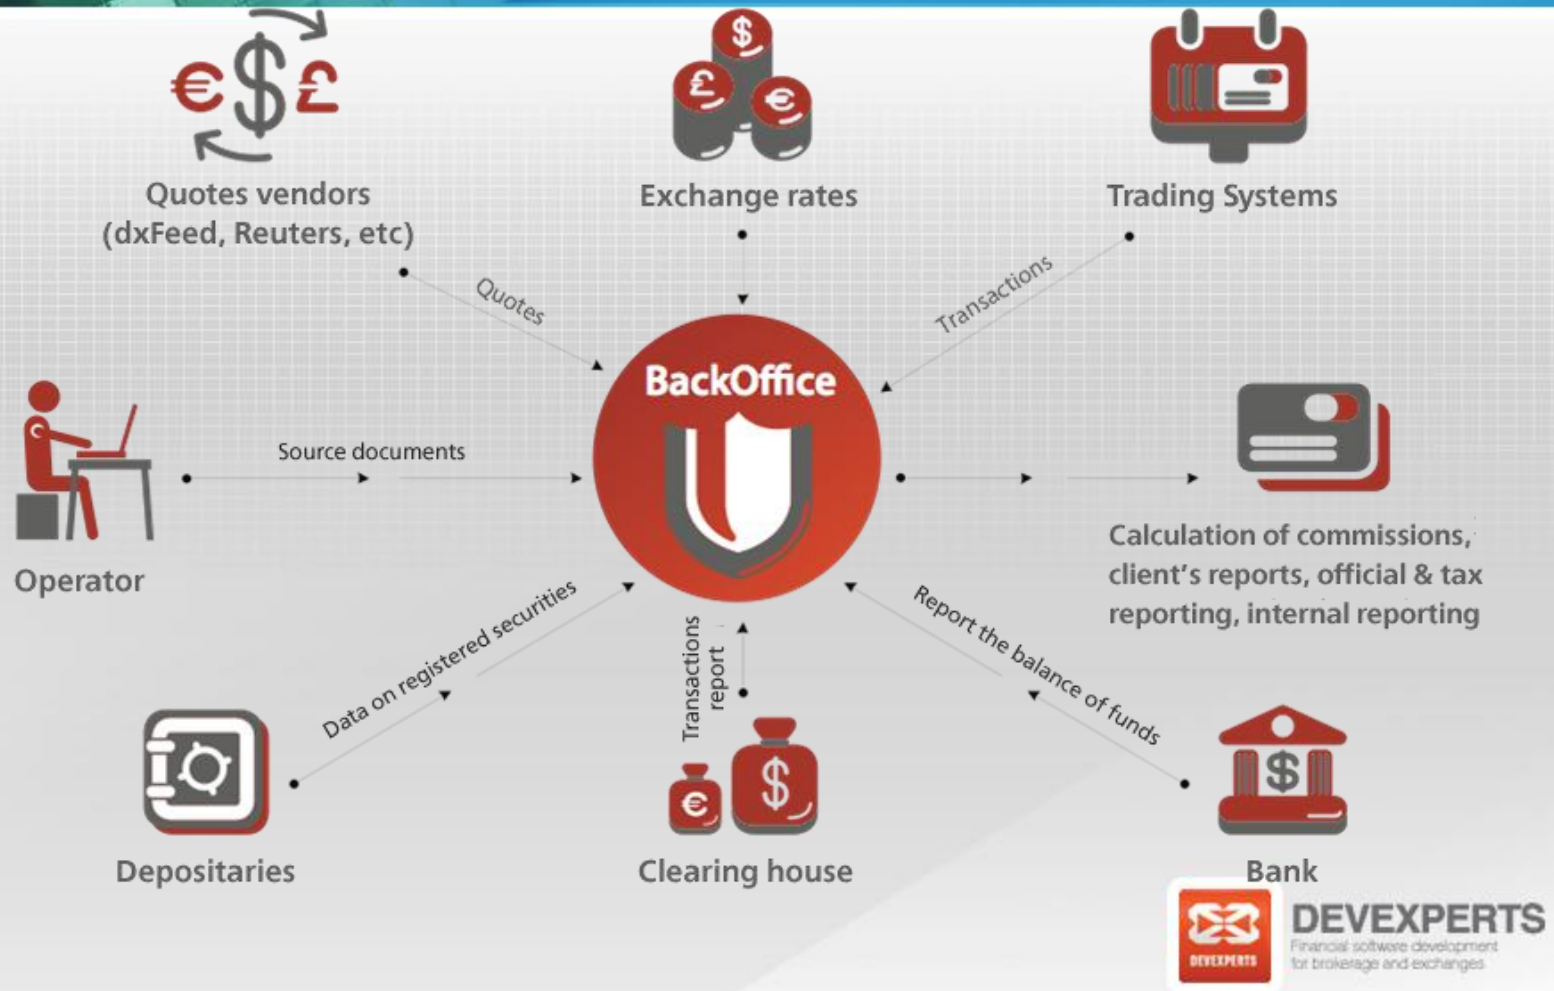 Quotes vendors
(dxFeed, Reuters, etc)
Exchange rates
Trading Systems
Quotes
Transactions
BackOffice
Source documents
Operator
Calculation of commissions,
client's reports, official & tax
reporting, internal reporting
Data on registered securities
Transactions
report
Report the balance of funds
Depositaries
Clearing house
Bank
DEVEXPERTS
DEVEXPERTS
Financial software development
for brokerage and exchanges